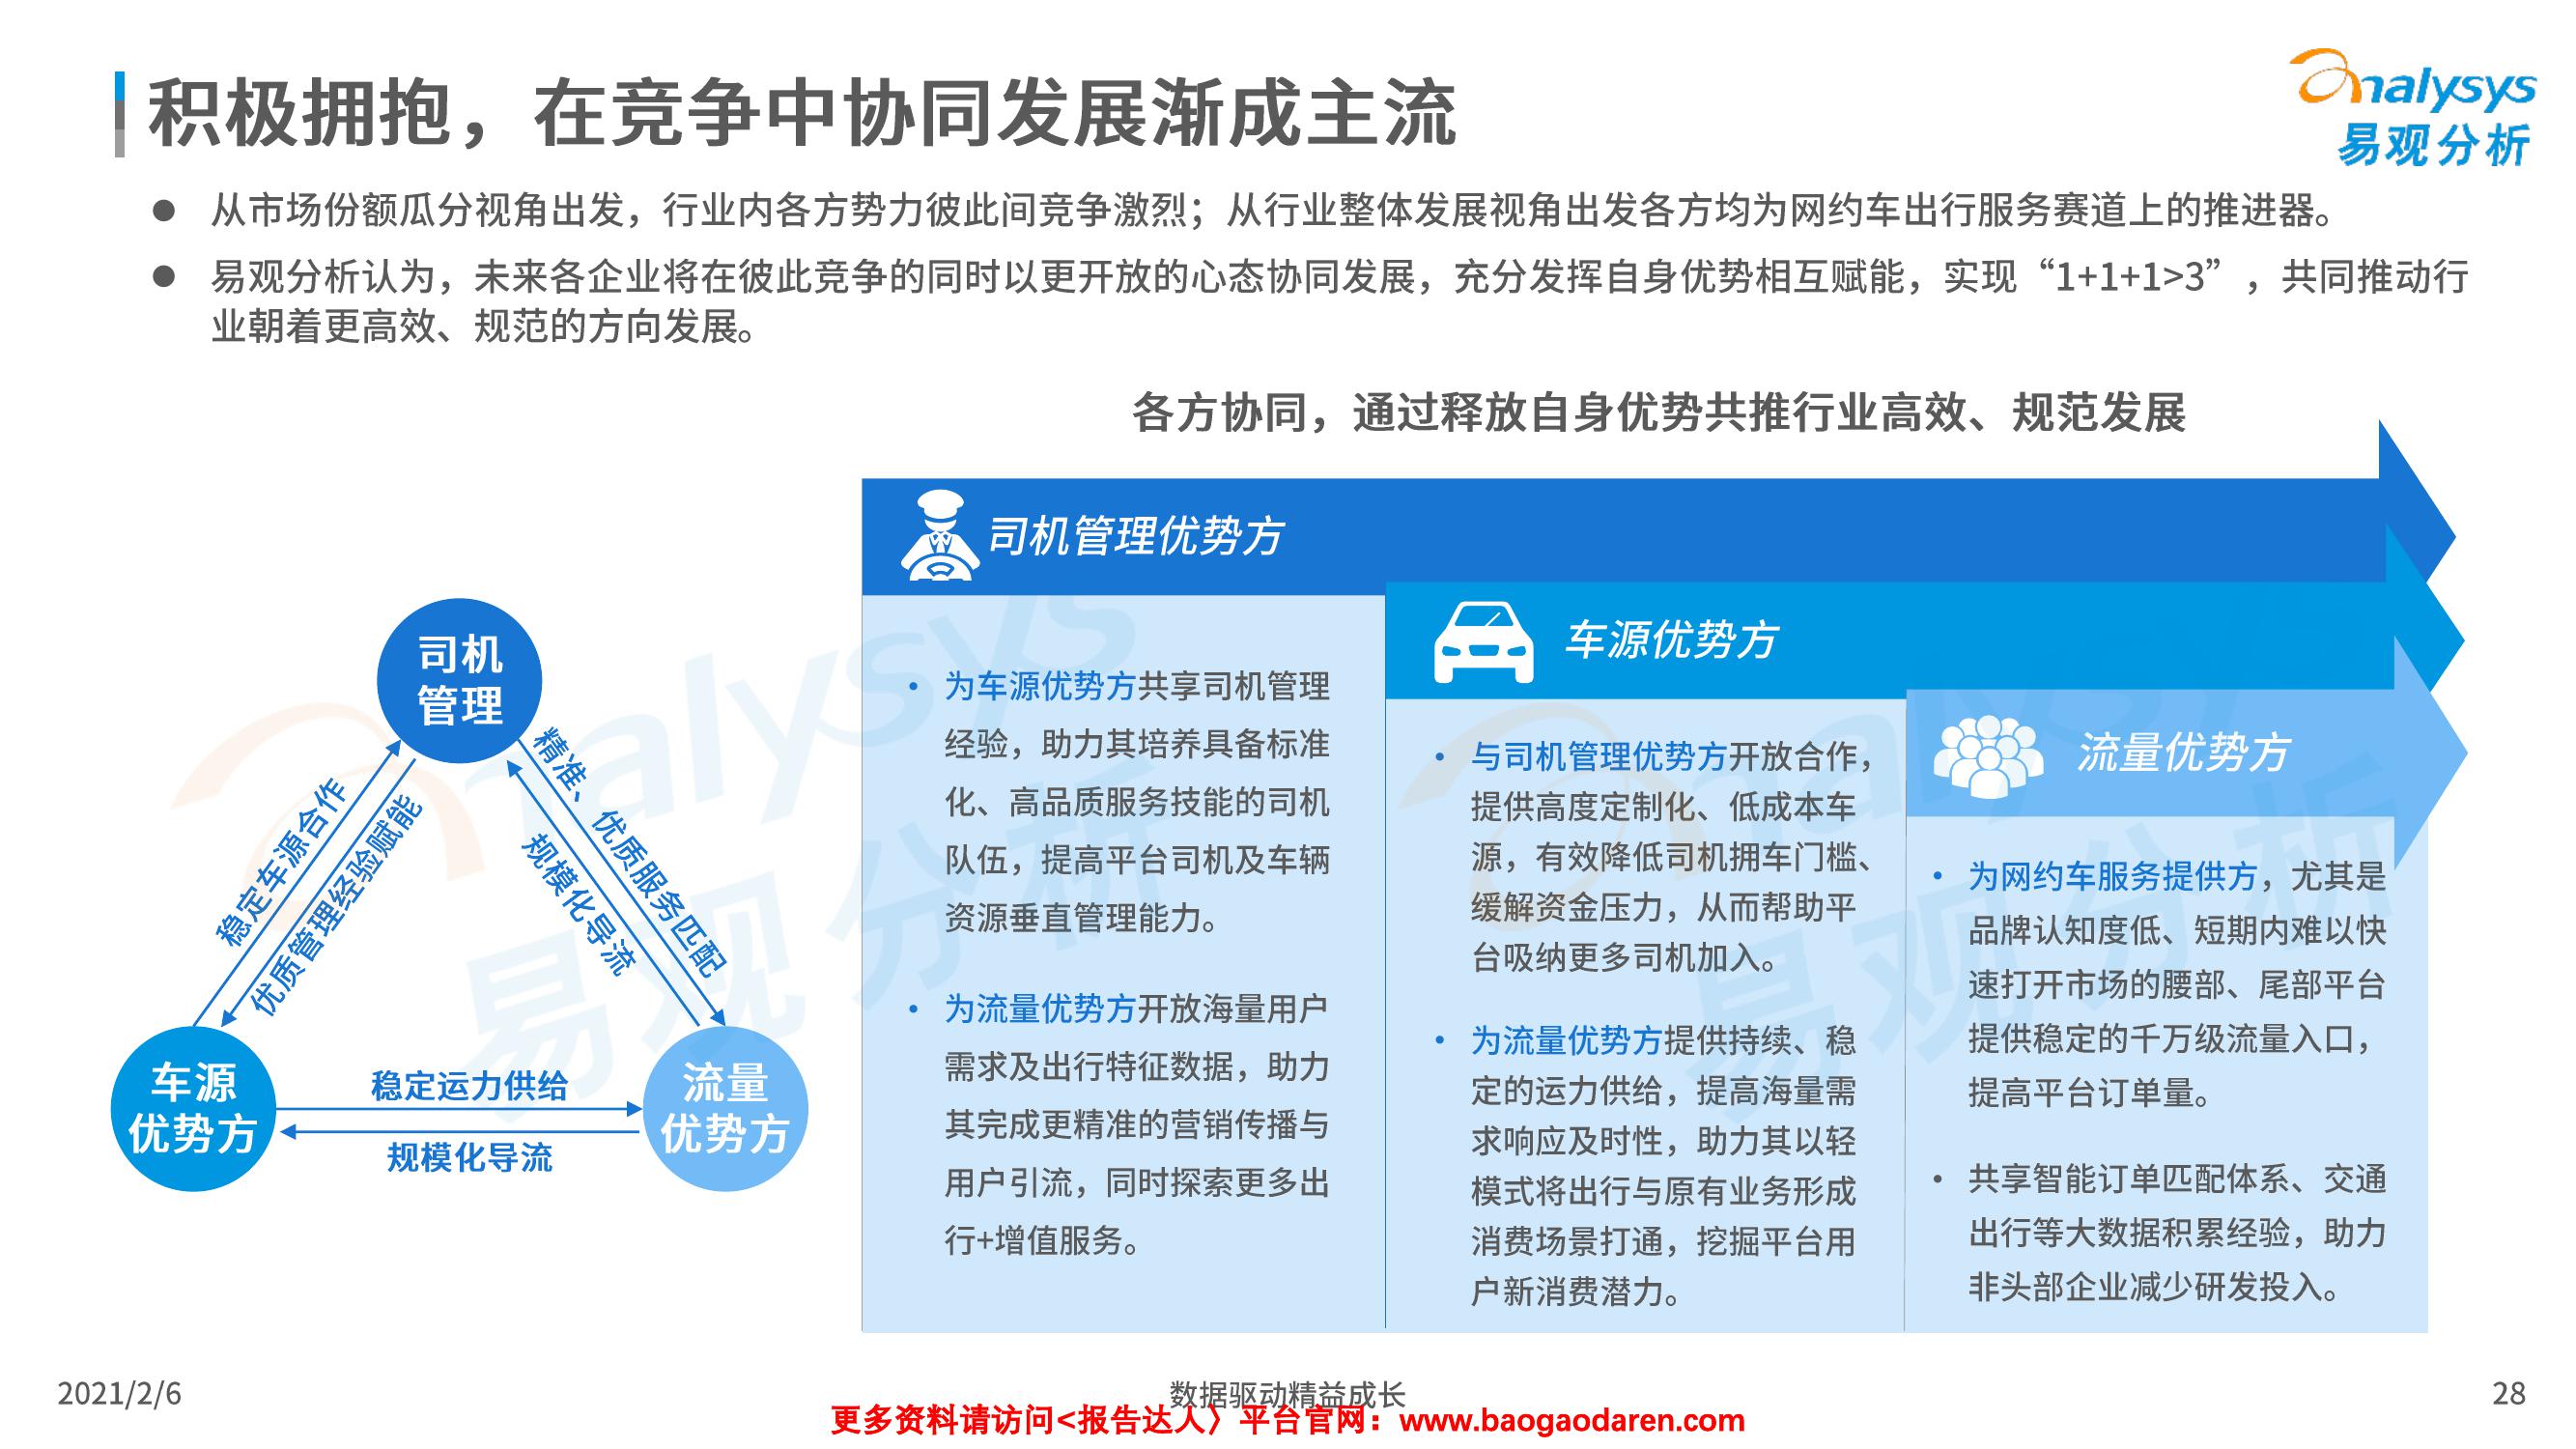 积极拥抱，在竞争中协同发展渐成主流
analysys
易观分析
从市场份额瓜分视角出发，行业内各方势力彼此间竞争激烈；从行业整体发展视角出发各方均为网约车出行服务赛道上的推进器。
易观分析认为，未来各企业将在彼此竞争的同时以更开放的心态协同发展，充分发挥自身优势相互赋能，实现“1+1+1>3”，共同推动行
业朝着更高效、规范的方向发展。
各方协同，通过释放自身优势共推行业高效、规范发展
司机
管理
稳定车源合作
优质管理经验赋能
精准、优质服务匹配
规模化导流
车源
优势方
稳定运力供给
规模化导流
流量
优势方
司机管理优势方
• 为车源优势方共享司机管理
经验，助力其培养具备标准
化、高品质服务技能的司机
队伍，提高平台司机及车辆
资源垂直管理能力。
• 为流量优势方开放海量用户
需求及出行特征数据，助力
其完成更精准的营销传播与
用户引流，同时探索更多出
行+增值服务。
车源优势方
• 与司机管理优势方开放合作，
提供高度定制化、低成本车
源，有效降低司机拥车门槛、
缓解资金压力，从而帮助平
台吸纳更多司机加入。
• 为流量优势方提供持续、稳
定的运力供给，提高海量需
求响应及时性，助力其以轻
模式将出行与原有业务形成
消费场景打通，挖掘平台用
户新消费潜力。
流量优势方
• 为网约车服务提供方，尤其是
品牌认知度低、短期内难以快
速打开市场的腰部、尾部平台
提供稳定的千万级流量入口，
提高平台订单量。
• 共享智能订单匹配体系、交通
出行等大数据积累经验，助力
非头部企业减少研发投入。
analysys
易观分析
analysys
易观分析
2021/2/6
数据驱动精益成长
28
更多资料请访问<报告达人〉平台官网：www.baogaodaren.com